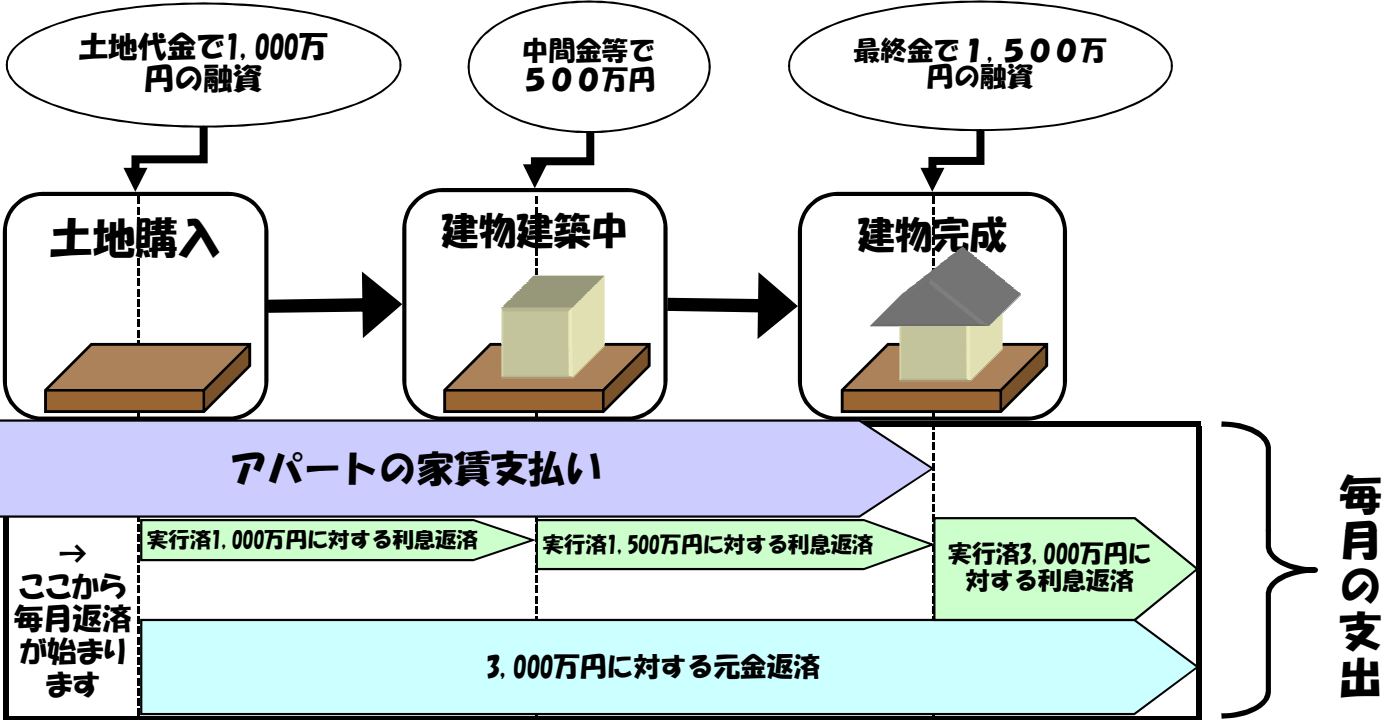 土地代金で1,000万
円の融資
中間金等で
５００万円
最終金で１,５００万
円の融資
土地購入
建物建築中
建物完成
アパートの家賃支払い
実行済1,000万円に対する利息返済
実行済1,500万円に対する利息返済
実行済3,000万円に
対する利息返済
→
ここから
毎月返済
が始まり
ます
3,000万円に対する元金返済
毎月の支出